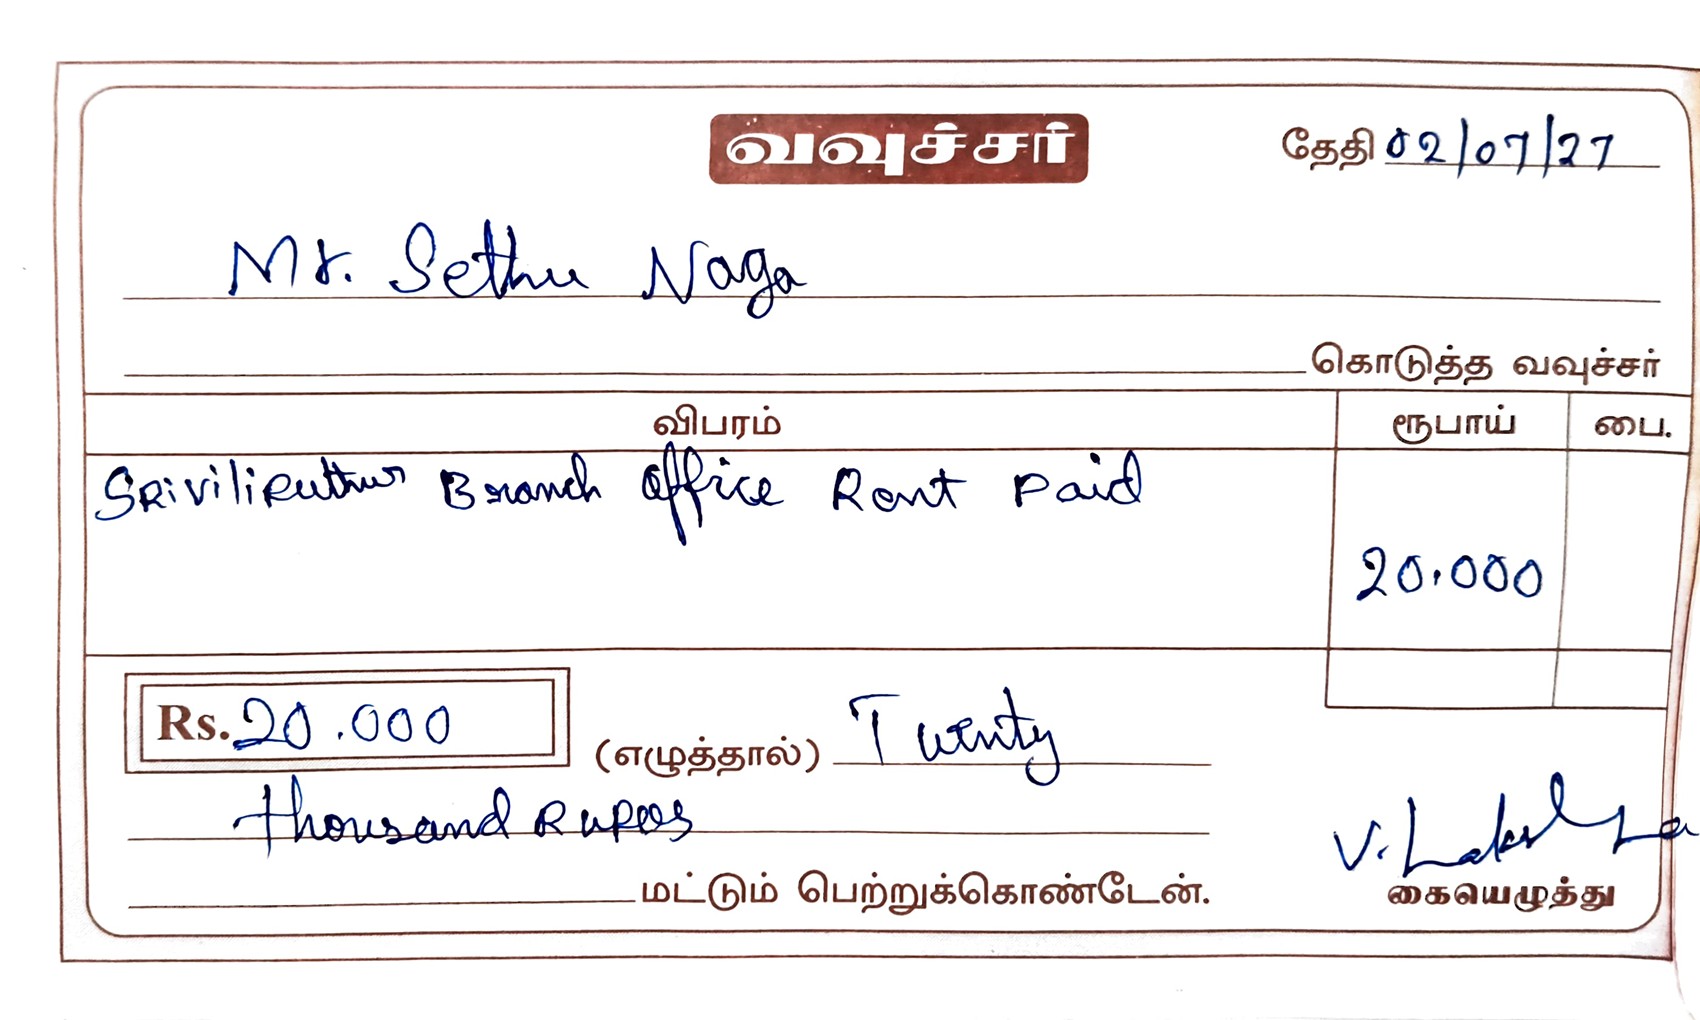 வவுச்சர்
தேதி 02/07/27
Mr. Sethu Naga
கொடுத்த வவுச்சர்
விபரம் ரூபாய் பை.
Sriviliputhur Branch Office Rent Paid
20.000
Rs. 20.000 (எழுத்தால்) Twenty
thousand Rupees
மட்டும் பெற்றுக்கொண்டேன்.
V.
கையெழுத்து